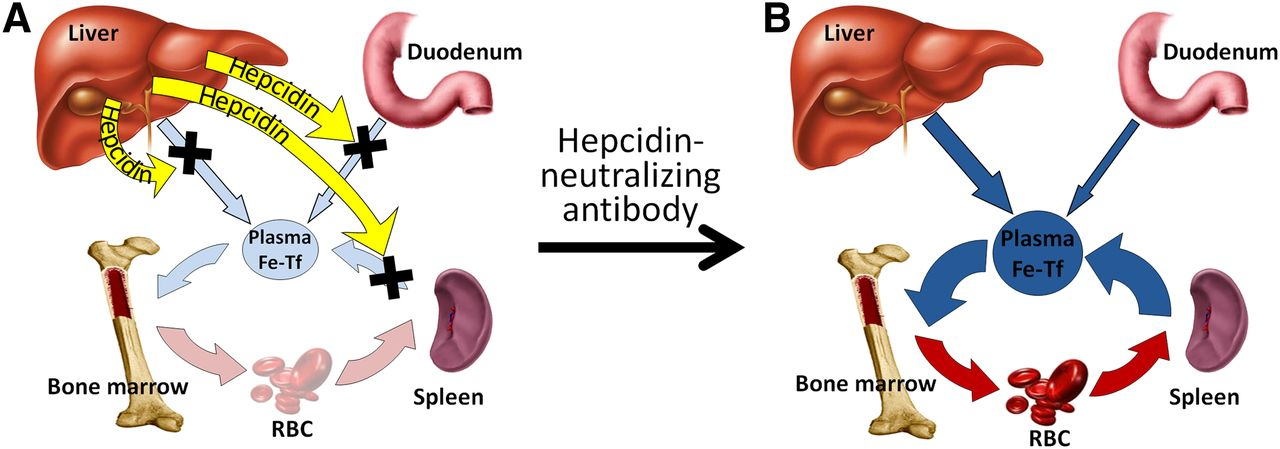 A
Liver
Duodenum
Hepcidin
Hepcidin
Hepcidin
Plasma
Fe-Tf
Bone marrow
RBC
Spleen
Hepcidin-
neutralizing
antibody
B
Liver
Duodenum
Plasma
Fe-Tf
Bone marrow
RBC
Spleen